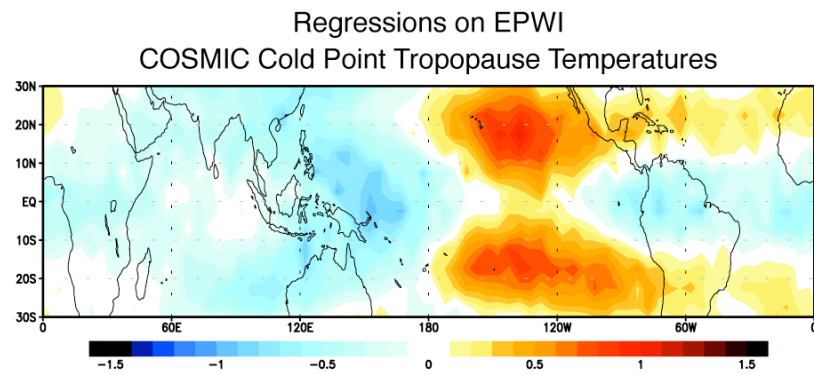 Regressions on EPWI
COSMIC Cold Point Tropopause Temperatures
30N
20N
10N
EQ
10S
20S
30S
0 60E 120E 180 120W 60W 0
-1.5 -1 -0.5 0 0.5 1 1.5